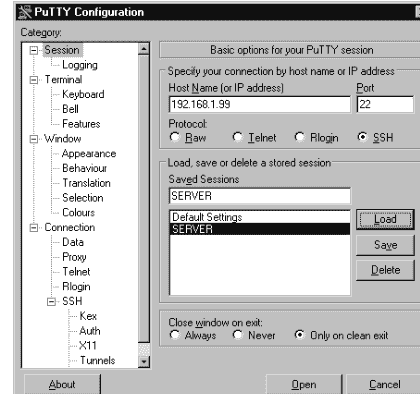 PuTTY Configuration
Category:
Session
Logging
Terminal
Keyboard
Bell
Features
Window
Appearance
Behaviour
Translation
Selection
Colours
Connection
Data
Proxy
Telnet
Rlogin
SSH
Kex
Auth
X11
Tunnels
Basic options for your PuTTY session
Specify your connection by host name or IP address
Host Name (or IP address) Port
192.168.1.99 22
Protocol:
Raw Telnet Rlogin SSH
Load, save or delete a stored session
Saved Sessions
SERVER
Default Settings
SERVER
Load
Save
Delete
Close window on exit:
Always Never Only on clean exit
About Open Cancel